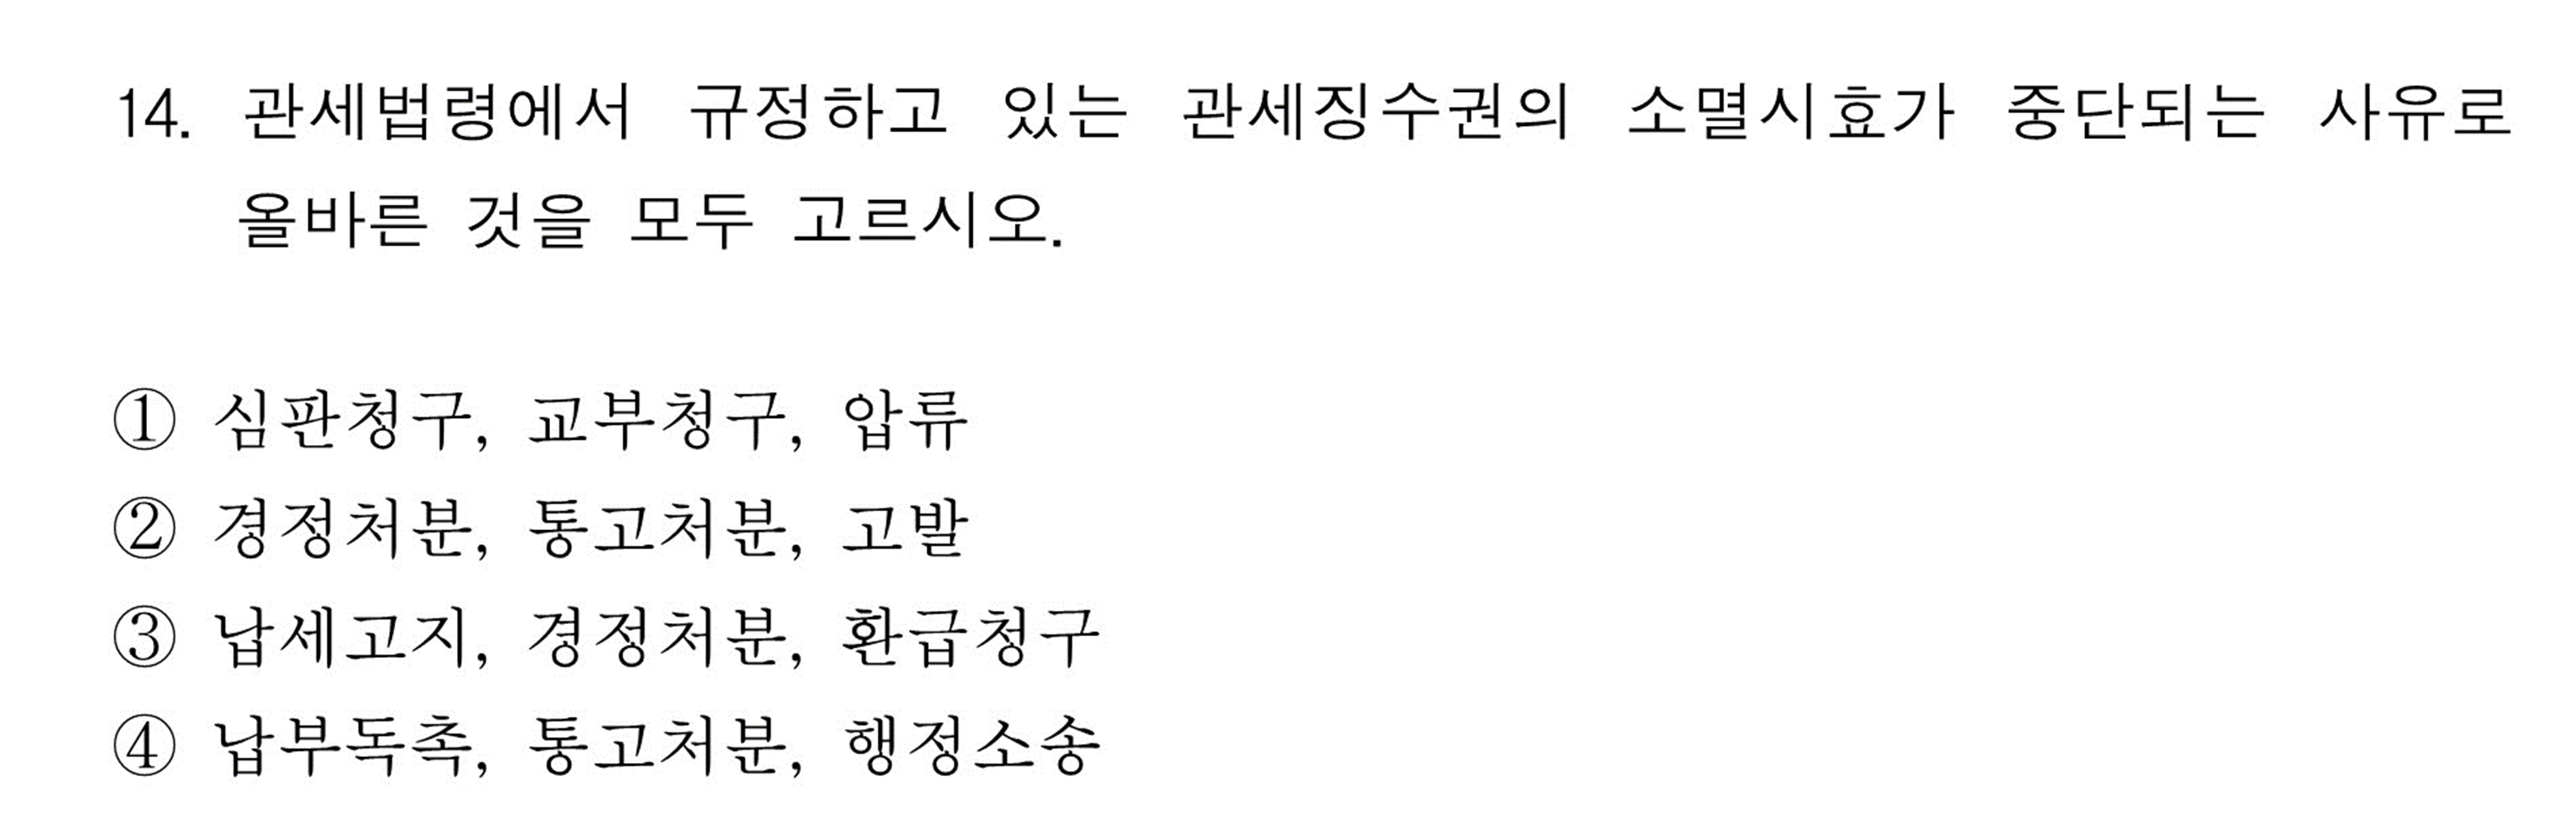 14. 관세법령에서 규정하고 있는 관세징수권의 소멸시효가 중단되는 사유로
올바른 것을 모두 고르시오.
① 심판청구, 교부청구, 압류
② 경정처분, 통고처분, 고발
③ 납세고지, 경정처분, 환급청구
④ 납부독촉, 통고처분, 행정소송